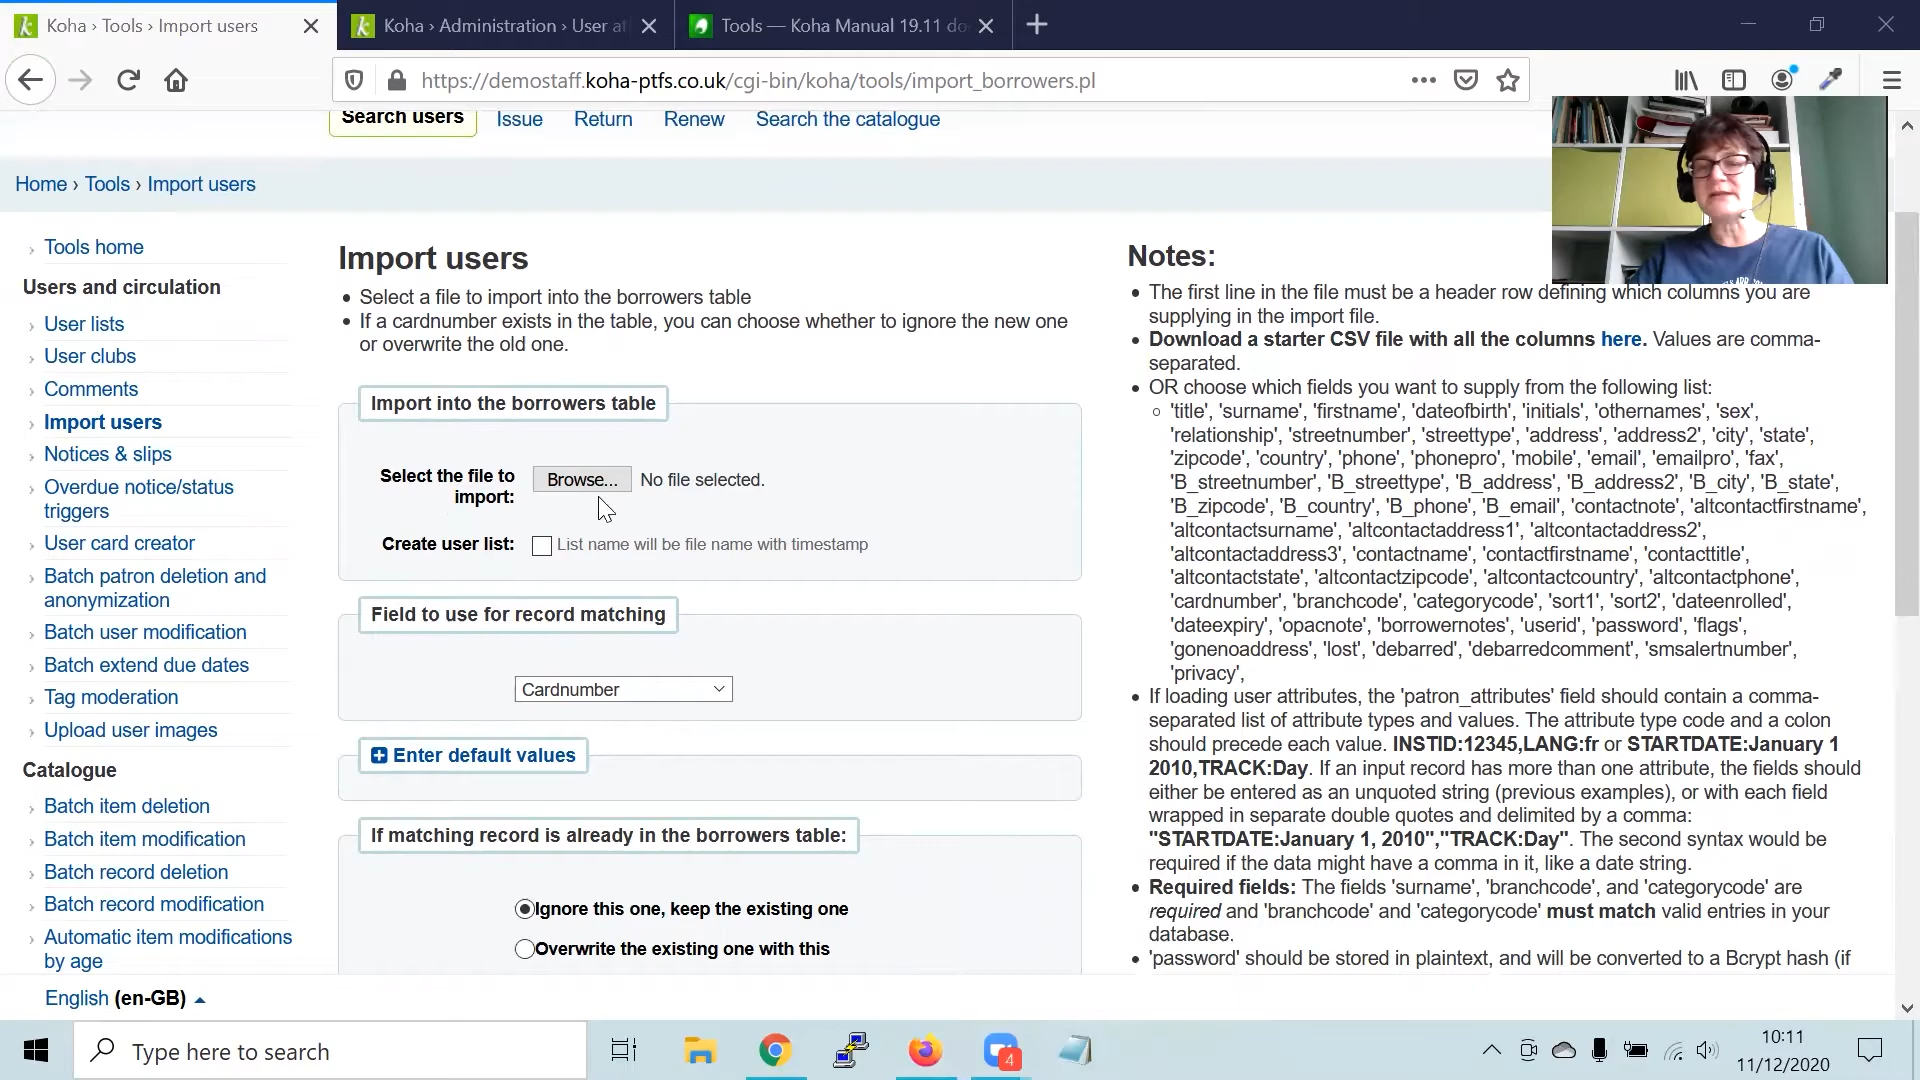 Koha › Tools › Import users
Koha › Administration › User at
Tools — Koha Manual 19.11 do
https://demostaff.koha-ptfs.co.uk/cgi-bin/koha/tools/import_borrowers.pl
Search users
Issue
Return
Renew
Search the catalogue
Home › Tools › Import users
Tools home
Users and circulation
User lists
User clubs
Comments
Import users
Notices & slips
Overdue notice/status
triggers
User card creator
Batch patron deletion and
anonymization
Batch user modification
Batch extend due dates
Tag moderation
Upload user images
Catalogue
Batch item deletion
Batch item modification
Batch record deletion
Batch record modification
Automatic item modifications
by age
Import users
Select a file to import into the borrowers table
If a cardnumber exists in the table, you can choose whether to ignore the new one
or overwrite the old one.
Import into the borrowers table
Select the file to
import:
Browse... No file selected.
Create user list: List name will be file name with timestamp
Field to use for record matching
Cardnumber
Enter default values
If matching record is already in the borrowers table:
Ignore this one, keep the existing one
Overwrite the existing one with this
Notes:
The first line in the file must be a header row defining which columns you are
supplying in the import file.
Download a starter CSV file with all the columns here. Values are comma-
separated.
OR choose which fields you want to supply from the following list:
'title', 'surname', 'firstname', 'dateofbirth', 'initials', 'othernames', 'sex',
'relationship', 'streetnumber', 'streettype', 'address', 'address2', 'city', 'state',
'zipcode', 'country', 'phone', 'phonepro', 'mobile', 'email', 'emailpro', 'fax',
'B_streetnumber', 'B_streettype', 'B_address', 'B_address2', 'B_city', 'B_state',
'B_zipcode', 'B_country', 'B_phone', 'B_email', 'contactnote', 'altcontactfirstname',
'altcontactsurname', 'altcontactaddress1', 'altcontactaddress2',
'altcontactaddress3', 'contactname', 'contactfirstname', 'contacttitle',
'altcontactstate', 'altcontactzipcode', 'altcontactcountry', 'altcontactphone',
'cardnumber', 'branchcode', 'categorycode', 'sort1', 'sort2', 'dateenrolled',
'dateexpiry', 'opacnote', 'borrowernotes', 'userid', 'password', 'flags',
'gonenoaddress', 'lost', 'debarred', 'debarredcomment', 'smsalertnumber',
'privacy',
If loading user attributes, the 'patron_attributes' field should contain a comma-
separated list of attribute types and values. The attribute type code and a colon
should precede each value. INSTID:12345,LANG:fr or STARTDATE:January 1
2010,TRACK:Day. If an input record has more than one attribute, the fields should
either be entered as an unquoted string (previous examples), or with each field
wrapped in separate double quotes and delimited by a comma:
"STARTDATE:January 1, 2010","TRACK:Day". The second syntax would be
required if the data might have a comma in it, like a date string.
Required fields: The fields 'surname', 'branchcode', and 'categorycode' are
required and 'branchcode' and 'categorycode' must match valid entries in your
database.
'password' should be stored in plaintext, and will be converted to a Bcrypt hash (if
English (en-GB)
Type here to search
4
10:11
11/12/2020